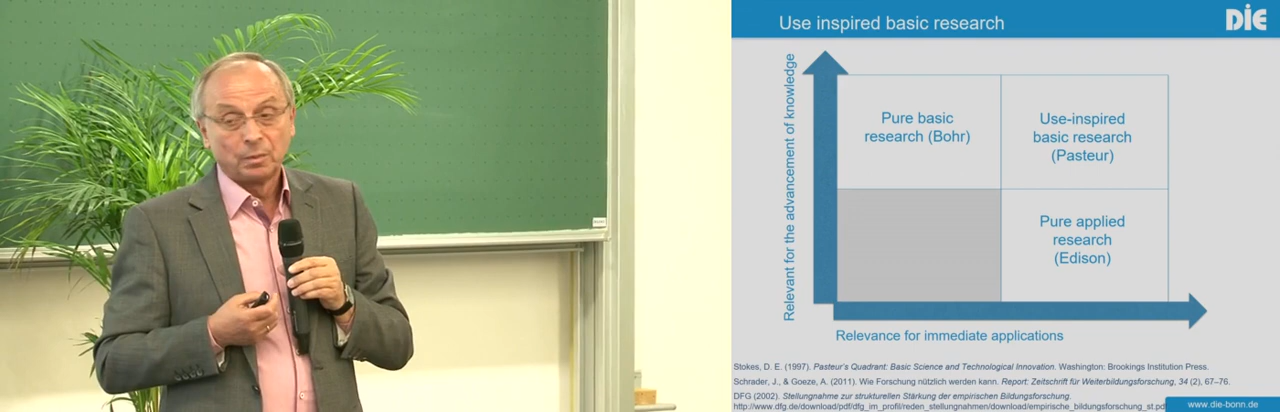 Use inspired basic research
DiE
Relevant for the advancement of knowledge
Pure basic
research (Bohr)
Use-inspired
basic research
(Pasteur)
Pure applied
research
(Edison)
Relevance for immediate applications
Stokes, D. E. (1997). Pasteur's Quadrant: Basic Science and Technological Innovation. Washington: Brookings Institution Press.
Schrader, J., & Goeze, A. (2011). Wie Forschung nützlich werden kann. Report: Zeitschrift für Weiterbildungsforschung, 34 (2), 67–76.
DFG (2002). Stellungnahme zur strukturellen Stärkung der empirischen Bildungsforschung.
http://www.dfg.de/download/pdf/dfg_im_profil/reden_stellungnahmen/download/empirische_bildungsforschung_st.pd
www.die-bonn.de